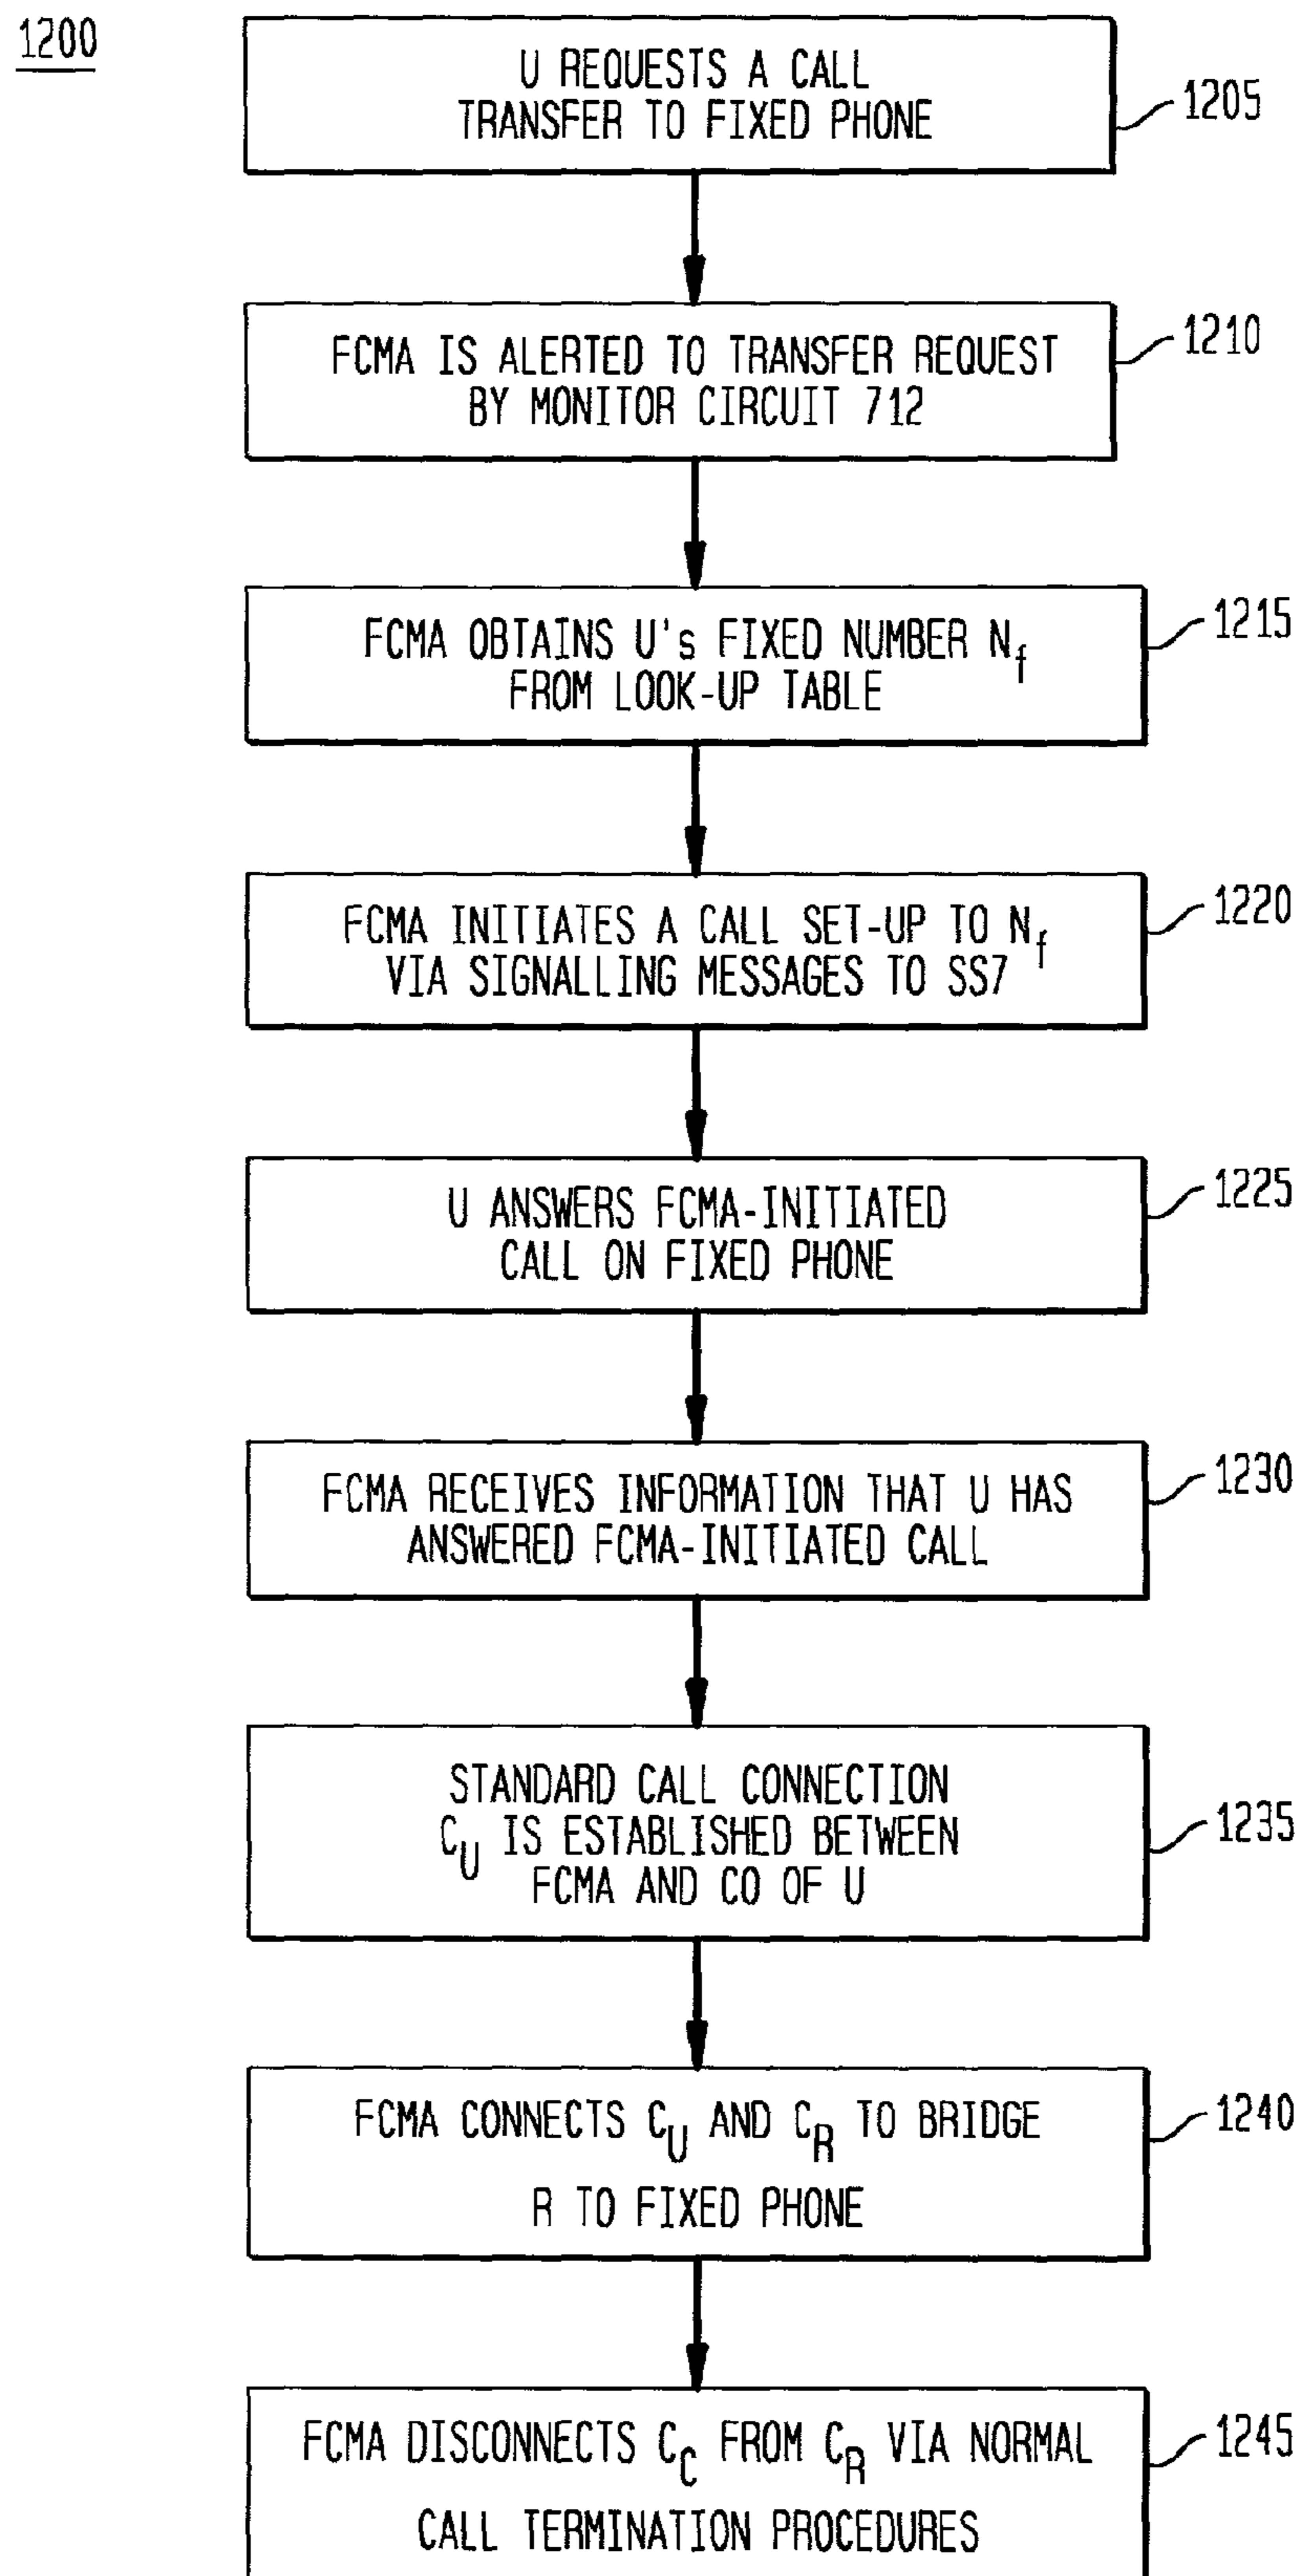 1200
U REQUESTS A CALL
TRANSFER TO FIXED PHONE
1205
FCMA IS ALERTED TO TRANSFER REQUEST
BY MONITOR CIRCUIT 712
1210
FCMA OBTAINS U's FIXED NUMBER Nf
FROM LOOK-UP TABLE
1215
FCMA INITIATES A CALL SET-UP TO Nf
VIA SIGNALLING MESSAGES TO SS7
1220
U ANSWERS FCMA-INITIATED
CALL ON FIXED PHONE
1225
FCMA RECEIVES INFORMATION THAT U HAS
ANSWERED FCMA-INITIATED CALL
1230
STANDARD CALL CONNECTION
CU IS ESTABLISHED BETWEEN
FCMA AND CO OF U
1235
FCMA CONNECTS CU AND CR TO BRIDGE
R TO FIXED PHONE
1240
FCMA DISCONNECTS CC FROM CR VIA NORMAL
CALL TERMINATION PROCEDURES
1245